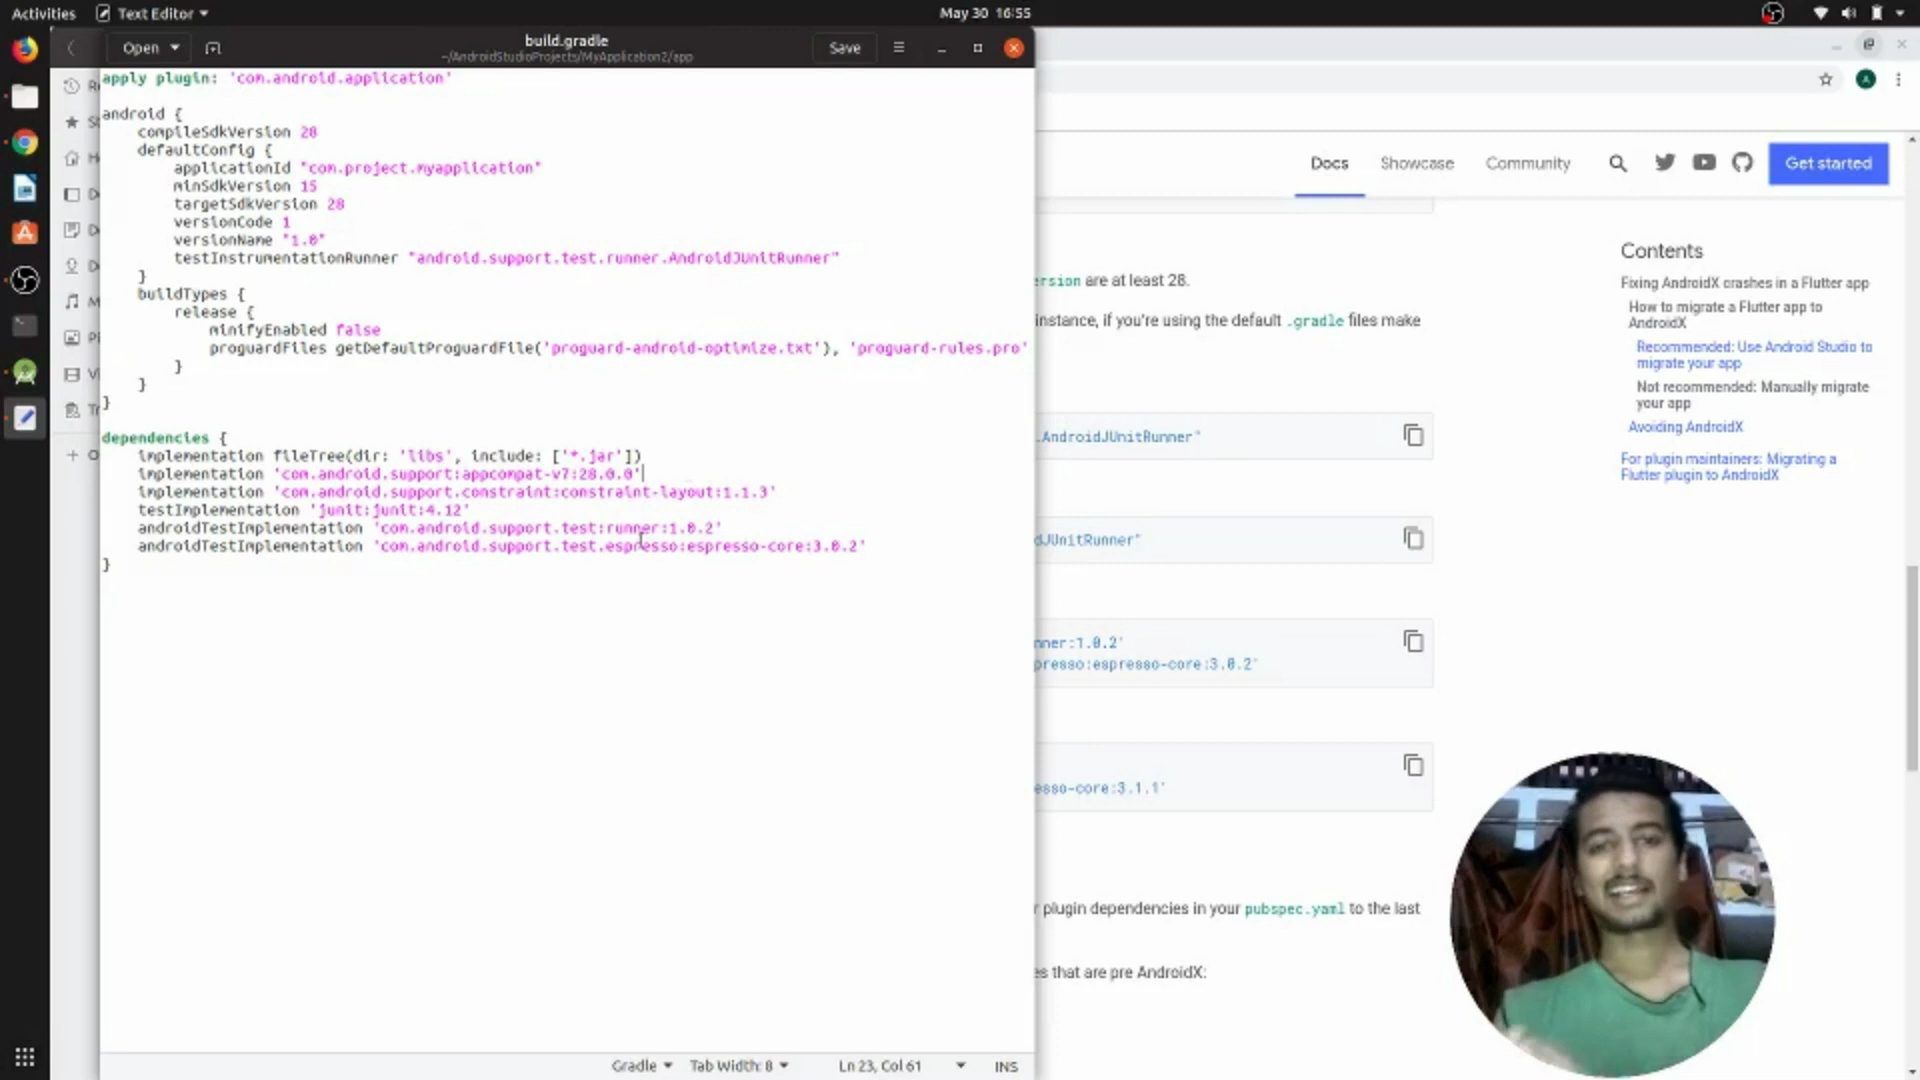 Activities
Text Editor
May 30 16:55
Open
build.gradle
~/AndroidStudioProjects/MyApplication2/app
Save
apply plugin: 'com.android.application'
android {
compileSdkVersion 28
defaultConfig {
applicationId "com.project.myapplication"
minSdkVersion 15
targetSdkVersion 28
versionCode 1
versionName "1.0"
testInstrumentationRunner "android.support.test.runner.AndroidJUnitRunner"
}
buildTypes {
release {
minifyEnabled false
proguardFiles getDefaultProguardFile('proguard-android-optimize.txt'), 'proguard-rules.pro'
}
}
}
dependencies {
implementation fileTree(dir: 'libs', include: ['*.jar'])
implementation 'com.android.support:appcompat-v7:28.0.0'
implementation 'com.android.support.constraint:constraint-layout:1.1.3'
testImplementation 'junit:junit:4.12'
androidTestImplementation 'com.android.support.test:runner:1.0.2'
androidTestImplementation 'com.android.support.test.espresso:espresso-core:3.0.2'
}
Gradle
Tab Width: 8
Ln 23, Col 61
INS
A
Docs
Showcase
Community
Get started
ersion are at least 28.
instance, if you're using the default .gradle files make
.AndroidJUnitRunner"
dJUnitRunner"
nner:1.0.2'
presso:espresso-core:3.0.2'
esso-core:3.1.1'
r plugin dependencies in your pubspec.yaml to the last
es that are pre AndroidX:
Contents
Fixing AndroidX crashes in a Flutter app
How to migrate a Flutter app to
AndroidX
Recommended: Use Android Studio to
migrate your app
Not recommended: Manually migrate
your app
Avoiding AndroidX
For plugin maintainers: Migrating a
Flutter plugin to AndroidX